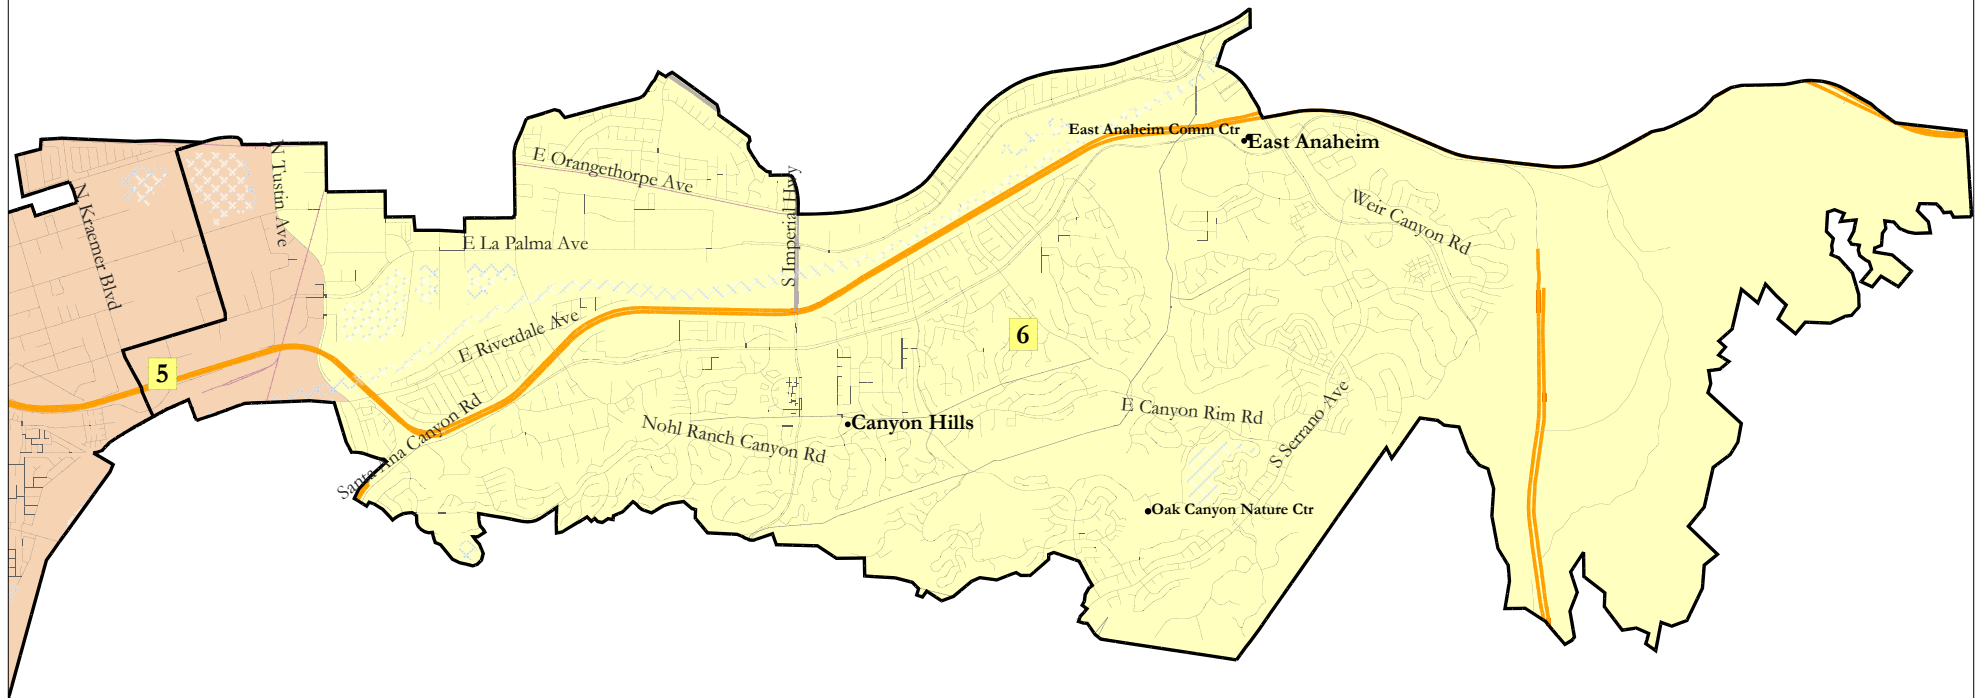 East Anaheim Comm Ctr
East Anaheim
E Orangethorpe Ave
N Tustin Ave
N Kraemer Blvd
S Imperial Hwy
Weir Canyon Rd
E La Palma Ave
E Riverdale Ave
6
5
Santa Ana Canyon Rd
Nohl Ranch Canyon Rd
Canyon Hills
E Canyon Rim Rd
S Serrano Ave
Oak Canyon Nature Ctr